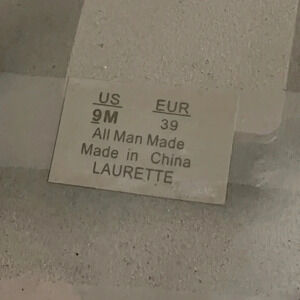 US EUR
9M 39
All Man Made
Made in China
LAURETTE